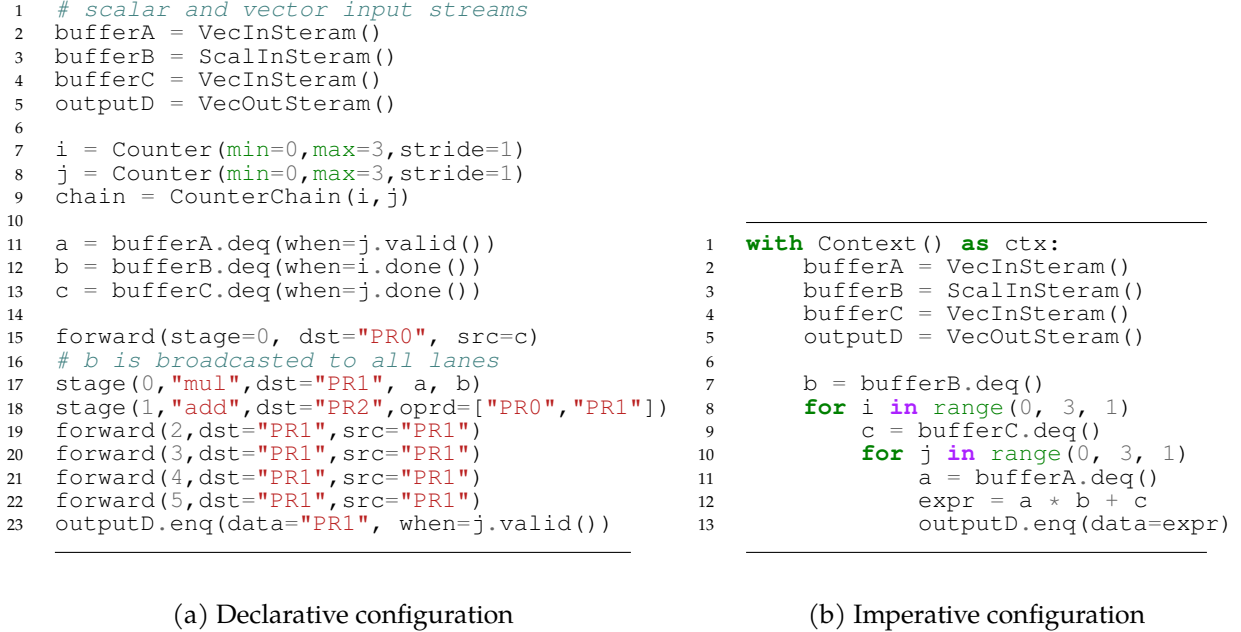 1 # scalar and vector input streams
2 bufferA = VecInSteram()
3 bufferB = ScalInSteram()
4 bufferC = VecInSteram()
5 outputD = VecOutSteram()
6
7 i = Counter(min=0,max=3,stride=1)
8 j = Counter(min=0,max=3,stride=1)
9 chain = CounterChain(i,j)
10
11 a = bufferA.deq(when=j.valid())
12 b = bufferB.deq(when=i.done())
13 c = bufferC.deq(when=j.done())
14
15 forward(stage=0, dst="PR0", src=c)
16 # b is broadcasted to all lanes
17 stage(0,"mul",dst="PR1", a, b)
18 stage(1,"add",dst="PR2",oprd=["PR0","PR1"])
19 forward(2,dst="PR1",src="PR1")
20 forward(3,dst="PR1",src="PR1")
21 forward(4,dst="PR1",src="PR1")
22 forward(5,dst="PR1",src="PR1")
23 outputD.enq(data="PR1", when=j.valid())
(a) Declarative configuration
1 with Context() as ctx:
2 bufferA = VecInSteram()
3 bufferB = ScalInSteram()
4 bufferC = VecInSteram()
5 outputD = VecOutSteram()
6
7 b = bufferB.deq()
8 for i in range(0, 3, 1)
9 c = bufferC.deq()
10 for j in range(0, 3, 1)
11 a = bufferA.deq()
12 expr = a * b + c
13 outputD.enq(data=expr)
(b) Imperative configuration